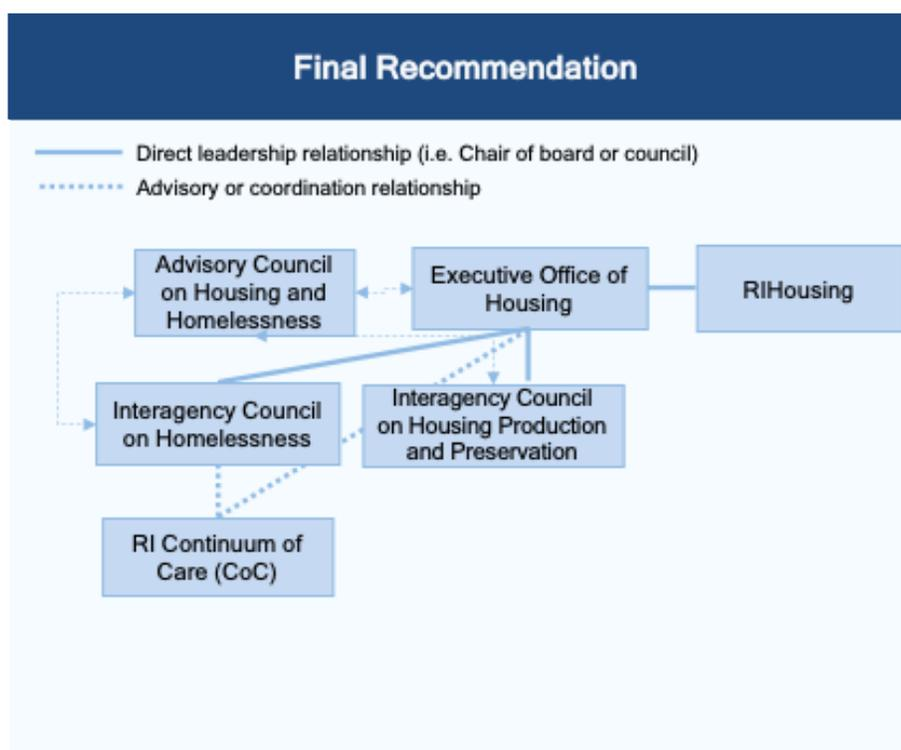 Final Recommendation
Direct leadership relationship (i.e. Chair of board or council)
Advisory or coordination relationship
Advisory Council
on Housing and
Homelessness
Executive Office of
Housing
RIHousing
Interagency Council
on Homelessness
Interagency Council
on Housing Production
and Preservation
RI Continuum of
Care (CoC)